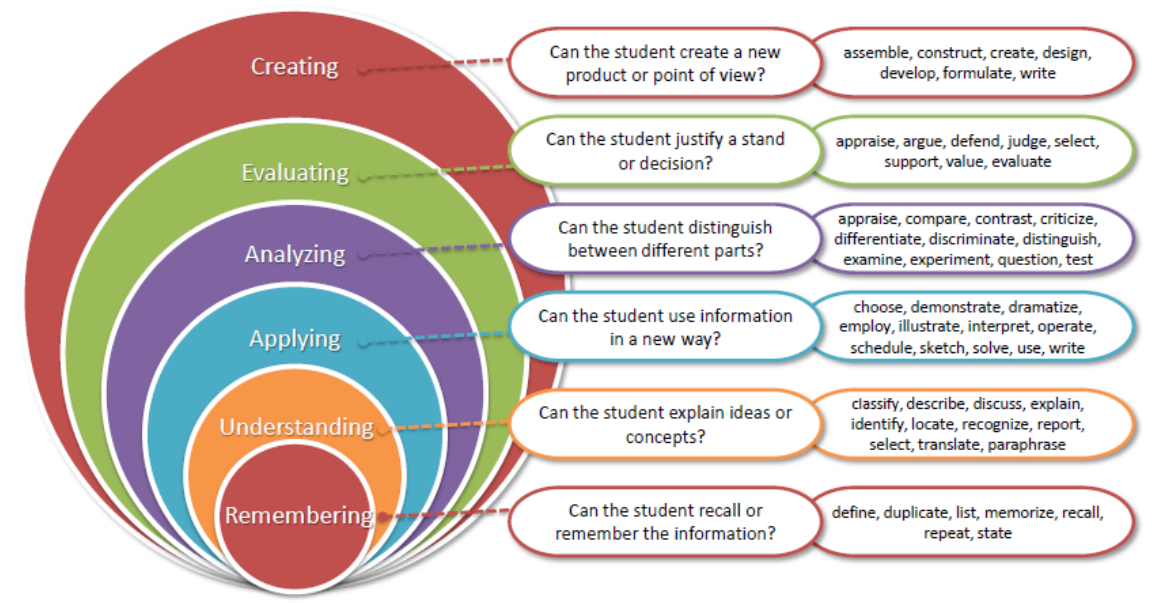 Creating
Can the student create a new
product or point of view?
assemble, construct, create, design,
develop, formulate, write
Evaluating
Can the student justify a stand
or decision?
appraise, argue, defend, judge, select,
support, value, evaluate
Analyzing
Can the student distinguish
between different parts?
appraise, compare, contrast, criticize,
differentiate, discriminate, distinguish,
examine, experiment, question, test
Applying
Can the student use information
in a new way?
choose, demonstrate, dramatize,
employ, illustrate, interpret, operate,
schedule, sketch, solve, use, write
Understanding
Can the student explain ideas or
concepts?
classify, describe, discuss, explain,
identify, locate, recognize, report,
select, translate, paraphrase
Remembering
Can the student recall or
remember the information?
define, duplicate, list, memorize, recall,
repeat, state